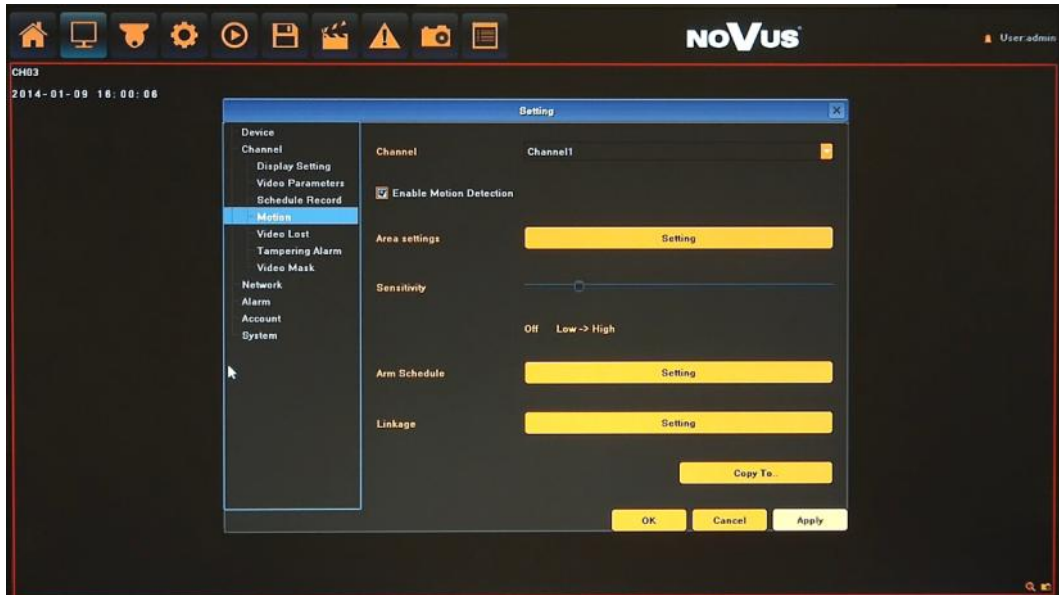 NOVUS
User:admin
CH03
2014-01-09 16:00:06
Setting
Device
Channel
Display Setting
Video Parameters
Schedule Record
Motion
Video Lost
Tampering Alarm
Video Mask
Network
Alarm
Account
System
Channel
Channel1
Enable Motion Detection
Area settings
Setting
Sensitivity
Off Low -> High
Arm Schedule
Setting
Linkage
Setting
Copy To..
OK
Cancel
Apply